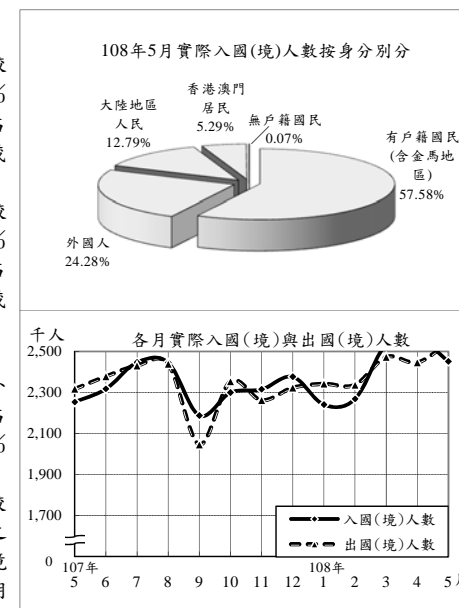 108年5月實際入國(境)人數按身分別分
香港澳門
居民
5.29%
無戶籍國民
0.07%
大陸地區
人民
12.79%
有戶籍國民
(含金馬地
區)
57.58%
外國人
24.28%
千人
各月實際入國(境)與出國(境)人數
2,500
2,300
2,100
1,900
1,700
0
入國(境)人數
出國(境)人數
107年
108年
5 6 7 8 9 10 11 12 1 2 3 4 5月